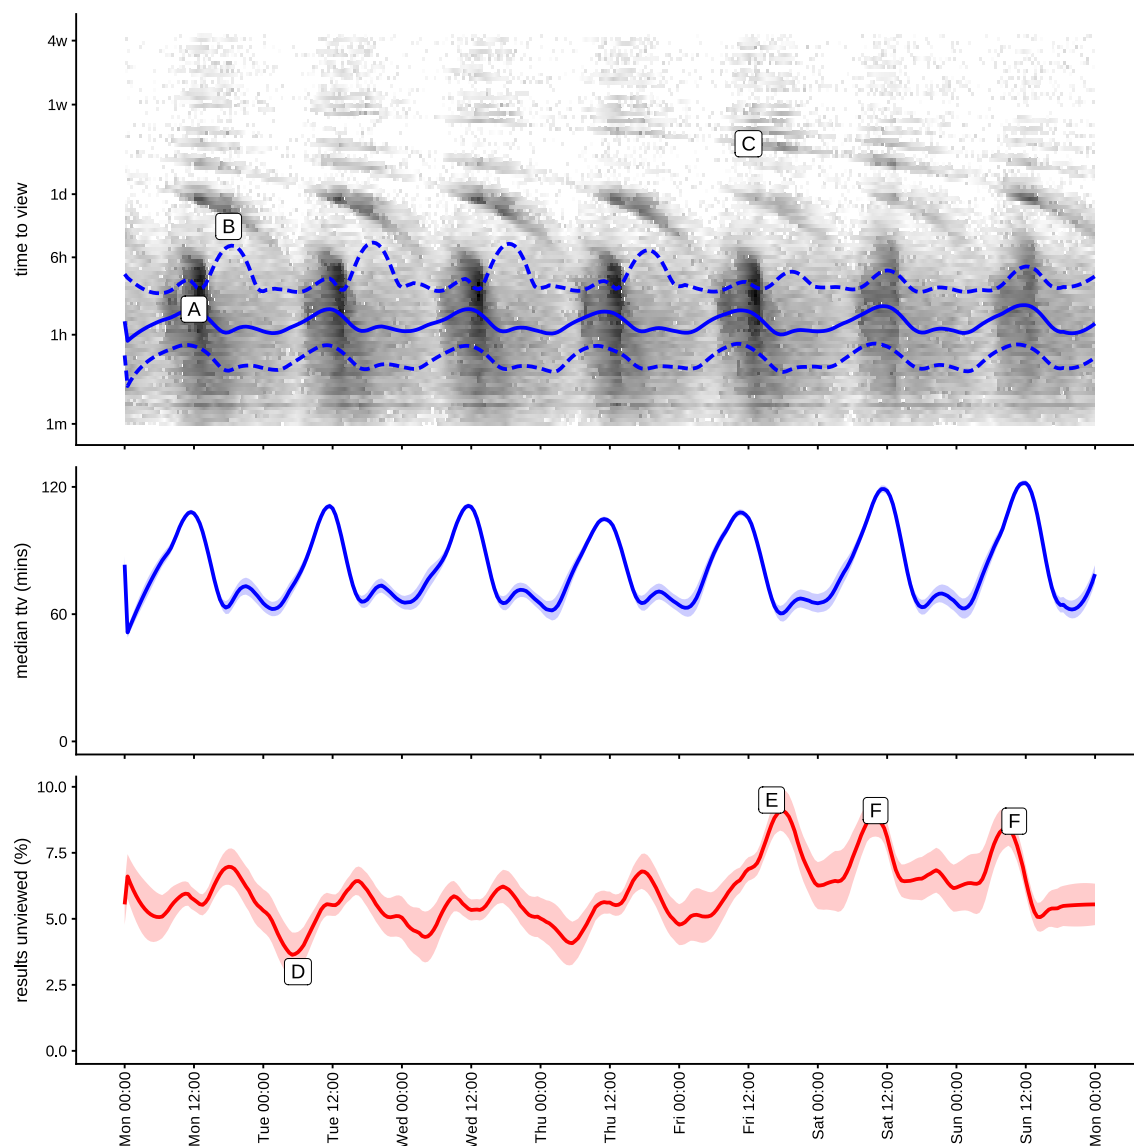 time to view
4w
1w
1d
6h
1h
1m
A
B
C
median ttv (mins)
120
60
0
results unviewed (%)
10.0
7.5
5.0
2.5
0.0
D
E
F
F
Mon 00:00
Mon 12:00
Tue 00:00
Tue 12:00
Wed 00:00
Wed 12:00
Thu 00:00
Thu 12:00
Fri 00:00
Fri 12:00
Sat 00:00
Sat 12:00
Sun 00:00
Sun 12:00
Mon 00:00